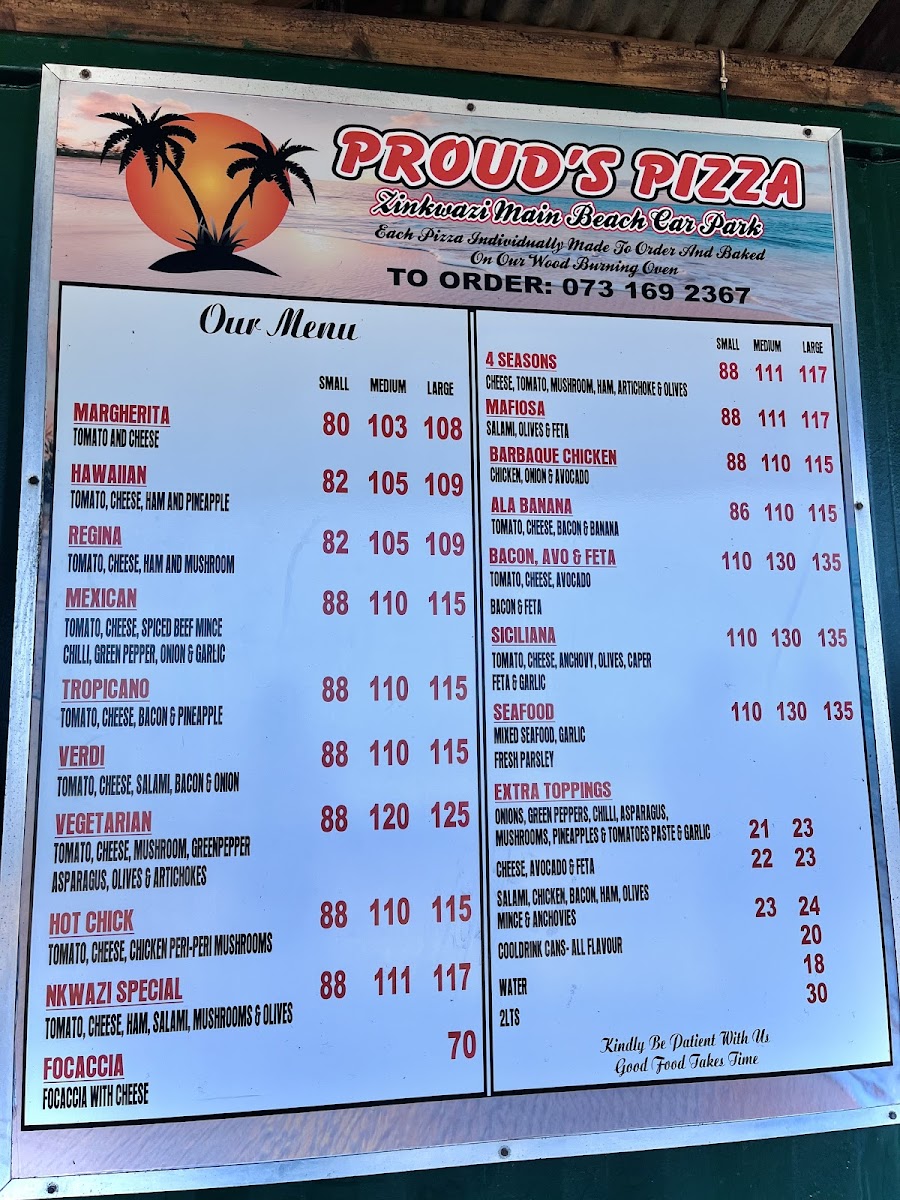 PROUD'S PIZZA
Zinkwazi Main Beach Car Park
Each Pizza Individually Made To Order And Baked
On Our Wood Burning Oven
TO ORDER: 073 169 2367
Our Menu
SMALL MEDIUM LARGE
MARGHERITA 80 103 108
TOMATO AND CHEESE
HAWAIIAN 82 105 109
TOMATO, CHEESE, HAM AND PINEAPPLE
REGINA 82 105 109
TOMATO, CHEESE, HAM AND MUSHROOM
MEXICAN 88 110 115
TOMATO, CHEESE, SPICED BEEF MINCE
CHILLI, GREEN PEPPER, ONION & GARLIC
TROPICANO 88 110 115
TOMATO, CHEESE, BACON & PINEAPPLE
VERDI 88 110 115
TOMATO, CHEESE, SALAMI, BACON & ONION
VEGETARIAN 88 120 125
TOMATO, CHEESE, MUSHROOM, GREENPEPPER
ASPARAGUS, OLIVES & ARTICHOKES
HOT CHICK 88 110 115
TOMATO, CHEESE, CHICKEN PERI-PERI MUSHROOMS
NKWAZI SPECIAL 88 111 117
TOMATO, CHEESE, HAM, SALAMI, MUSHROOMS & OLIVES
FOCACCIA 70
FOCACCIA WITH CHEESE
SMALL MEDIUM LARGE
4 SEASONS 88 111 117
CHEESE, TOMATO, MUSHROOM, HAM, ARTICHOKE & OLIVES
MAFIOSA 88 111 117
SALAMI, OLIVES & FETA
BARBAQUE CHICKEN 88 110 115
CHICKEN, ONION & AVOCADO
ALA BANANA 86 110 115
TOMATO, CHEESE, BACON & BANANA
BACON, AVO & FETA 110 130 135
TOMATO, CHEESE, AVOCADO
BACON & FETA
SICILIANA 110 130 135
TOMATO, CHEESE, ANCHOVY, OLIVES, CAPER
FETA & GARLIC
SEAFOOD 110 130 135
MIXED SEAFOOD, GARLIC
FRESH PARSLEY
EXTRA TOPPINGS
ONIONS, GREEN PEPPERS, CHILLI, ASPARAGUS,
MUSHROOMS, PINEAPPLES & TOMATOES PASTE & GARLIC 21 23
CHEESE, AVOCADO & FETA 22 23
SALAMI, CHICKEN, BACON, HAM, OLIVES
MINCE & ANCHOVIES 23 24
COOLDRINK CANS- ALL FLAVOUR 20
WATER 18
2LTS 30
Kindly Be Patient With Us
Good Food Takes Time